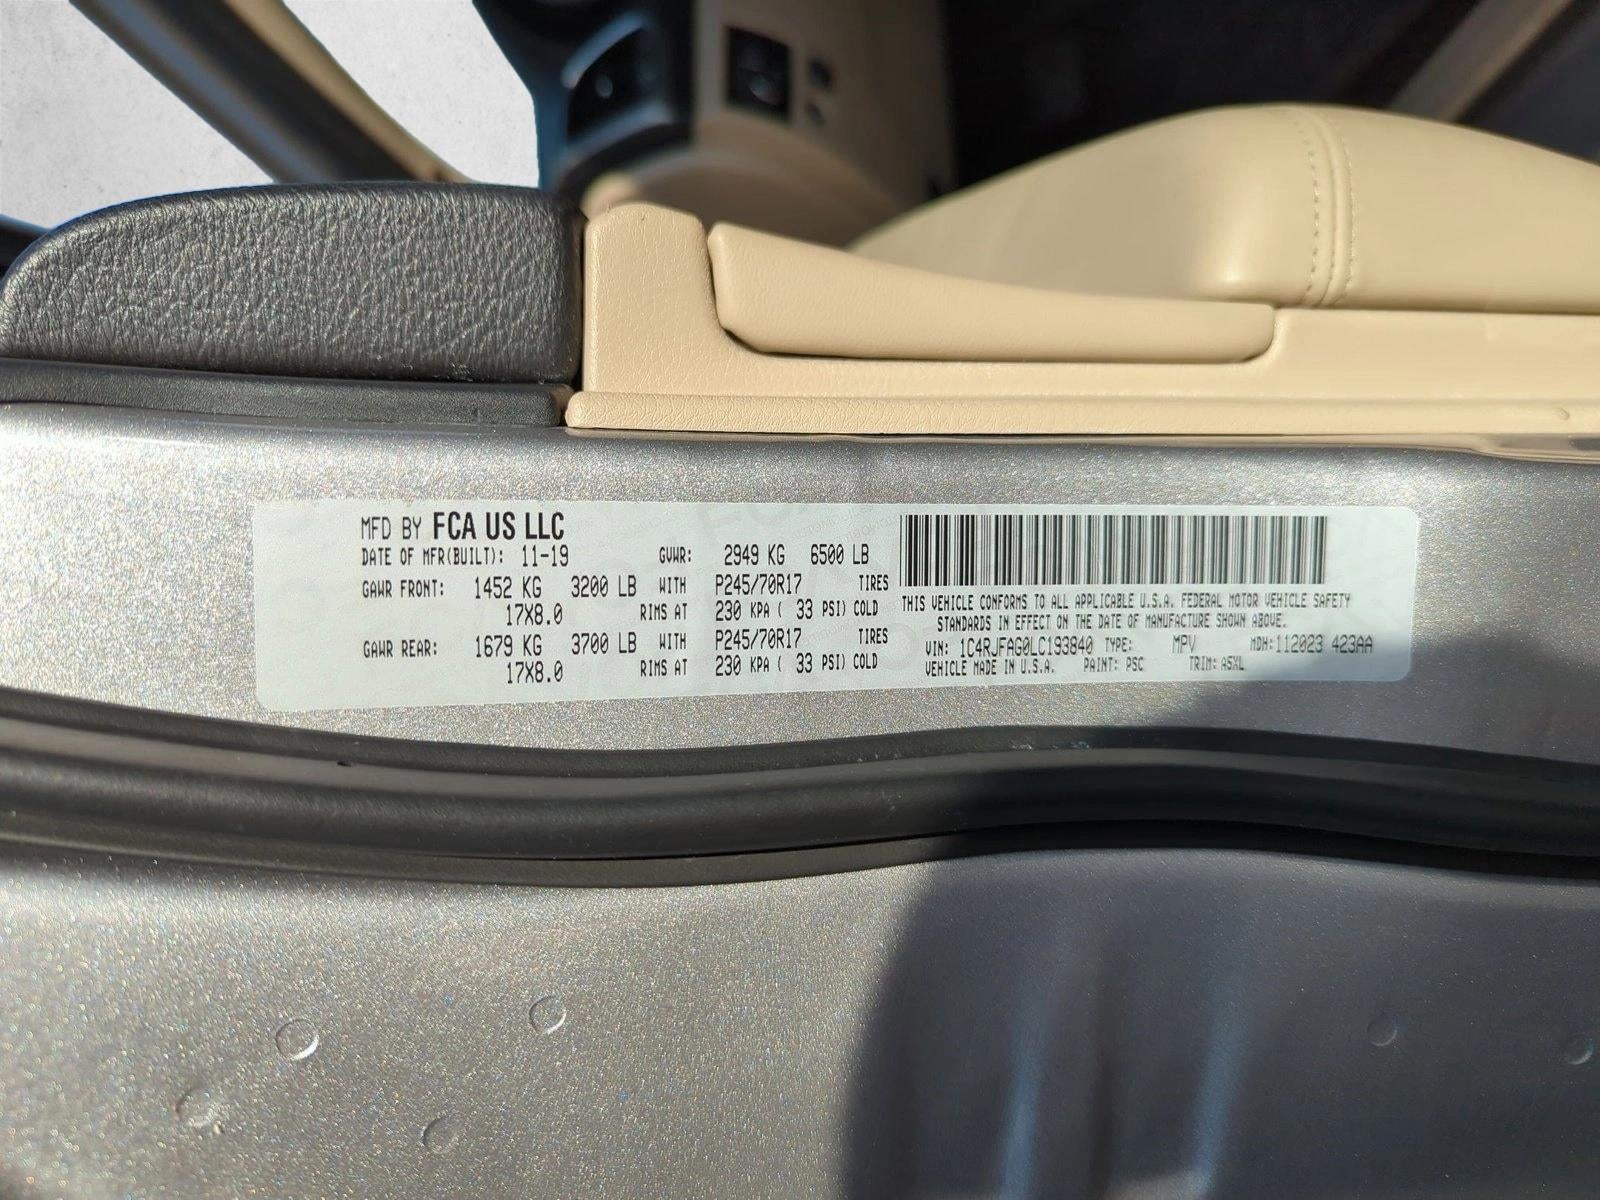 MFD BY FCA US LLC
DATE OF MFR(BUILT): 11-19 GVWR: 2949 KG 6500 LB
GAWR FRONT: 1452 KG 3200 LB WITH P245/70R17 TIRES
17X8.0 RIMS AT 230 KPA ( 33 PSI) COLD
GAWR REAR: 1679 KG 3700 LB WITH P245/70R17 TIRES
17X8.0 RIMS AT 230 KPA ( 33 PSI) COLD
THIS VEHICLE CONFORMS TO ALL APPLICABLE U.S.A. FEDERAL MOTOR VEHICLE SAFETY
STANDARDS IN EFFECT ON THE DATE OF MANUFACTURE SHOWN ABOVE.
VIN: 1C4RJFAG0LC193840 TYPE: MPV MDH:112023 423AA
VEHICLE MADE IN U.S.A. PAINT: PSC TRIM: A5XL